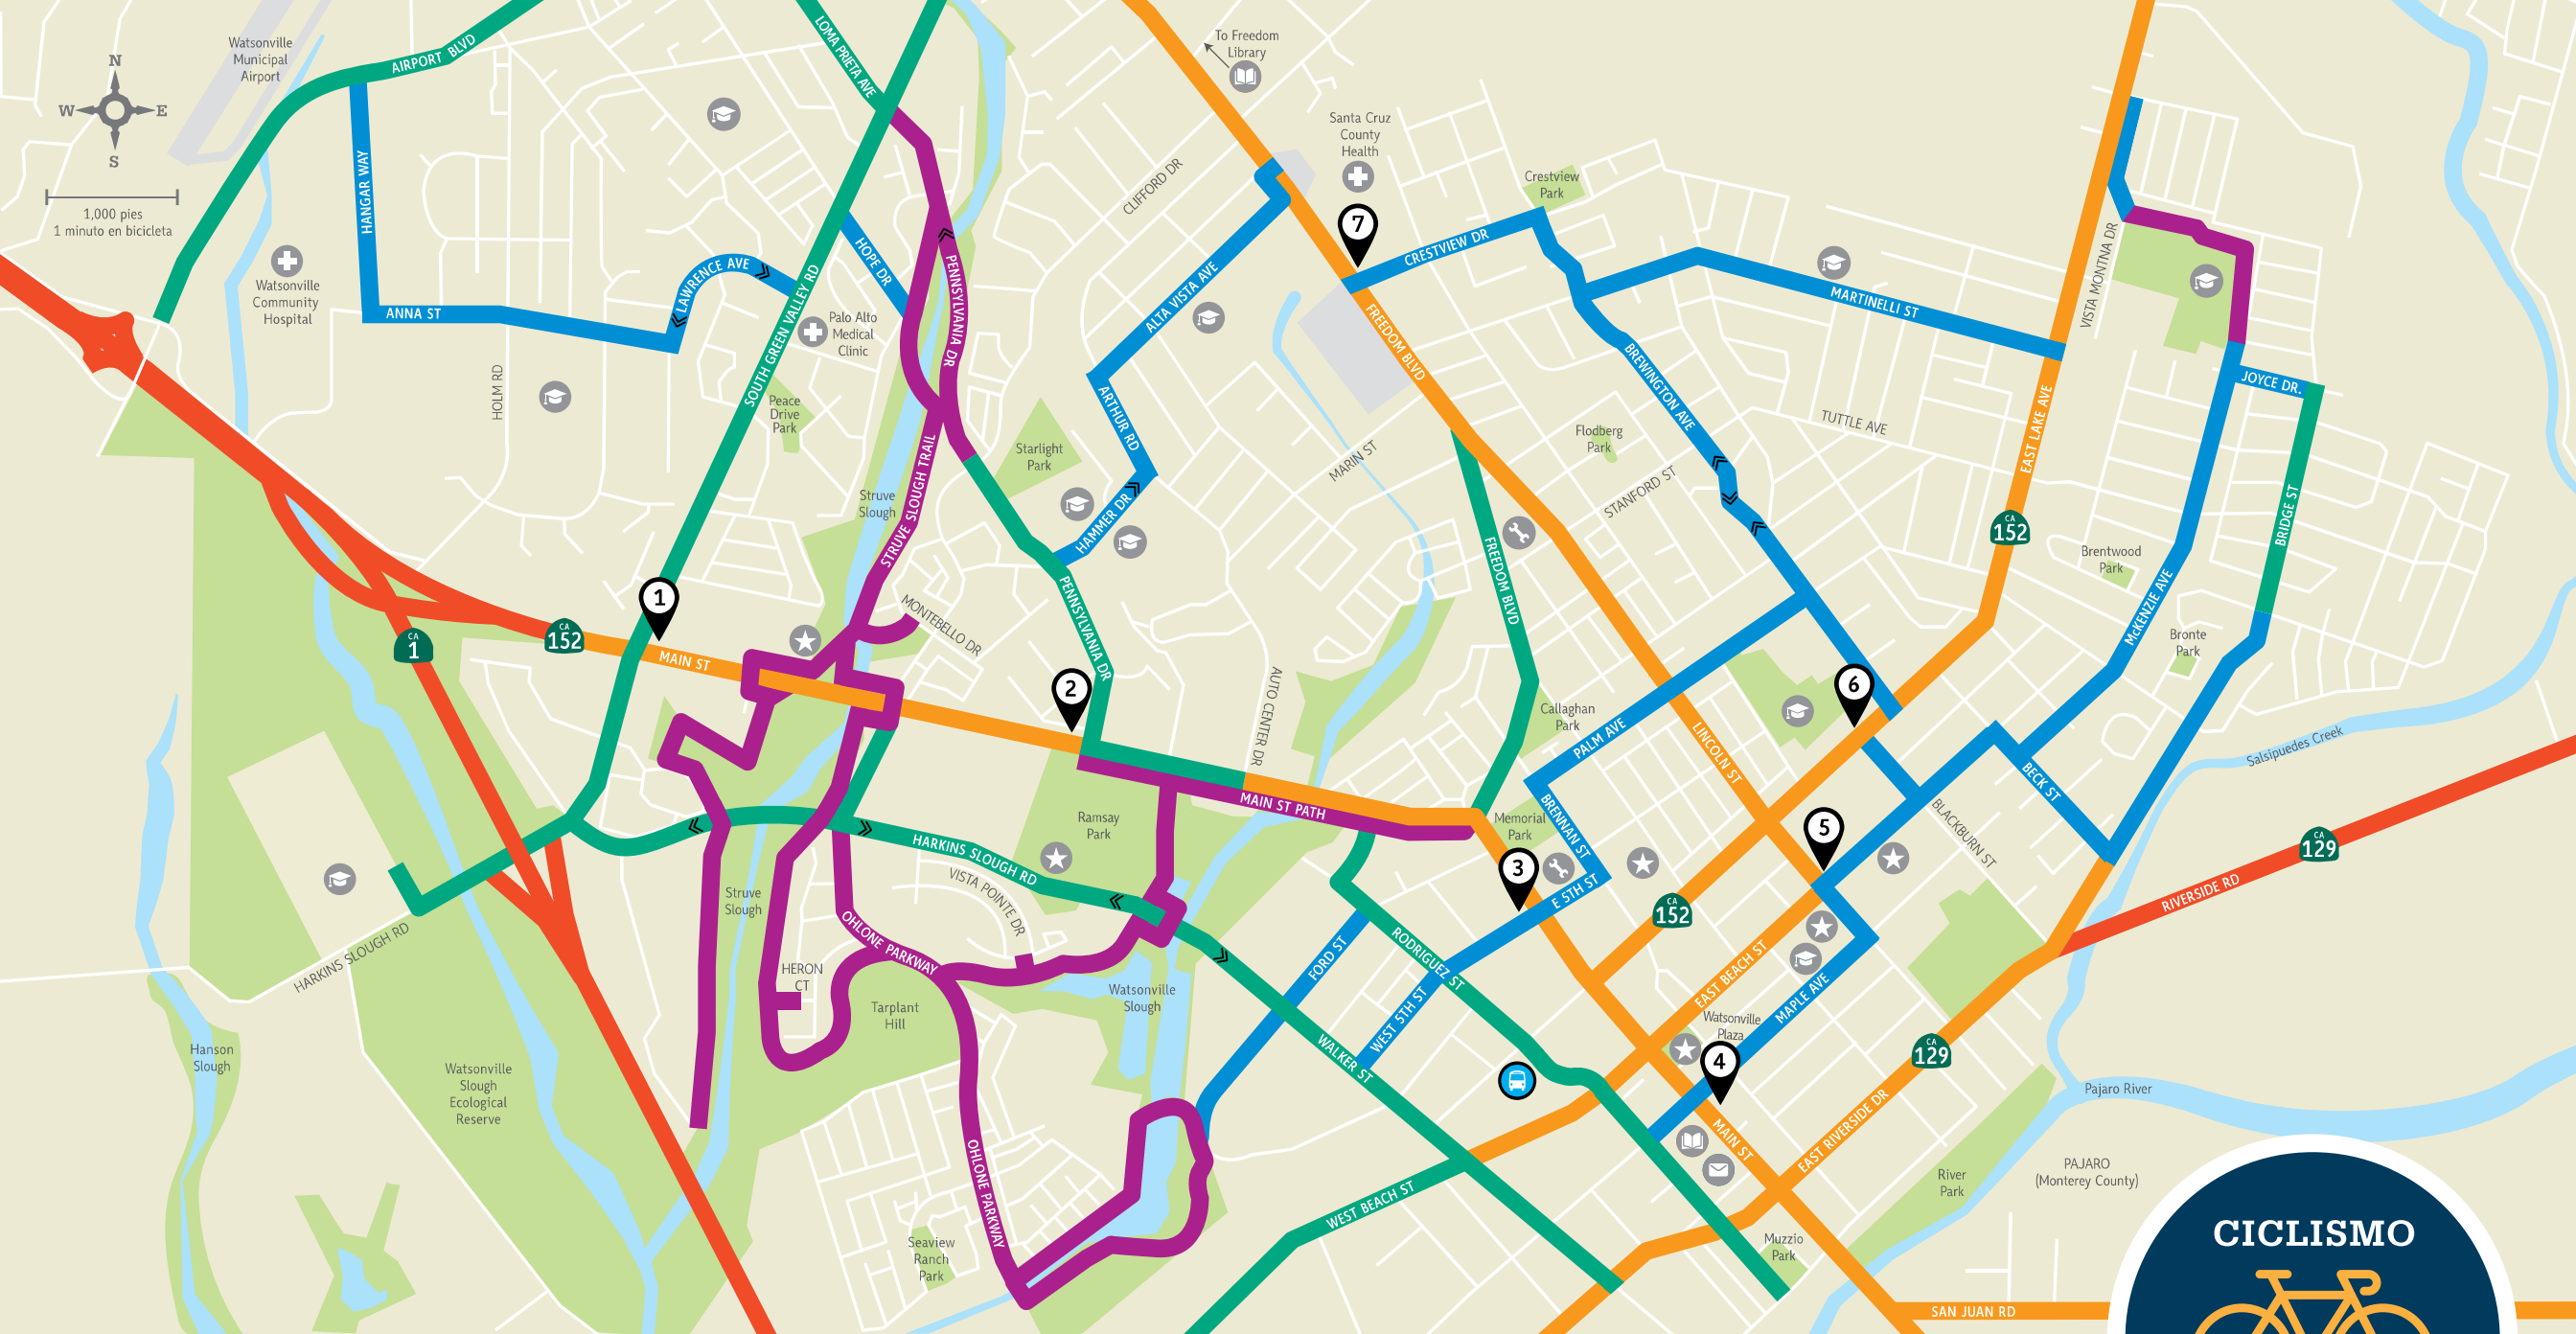 N
W
E
S
1,000 pies
1 minuto en bicicleta
Watsonville
Municipal
Airport
AIRPORT BLVD
LOMA PRIETA AVE
To Freedom
Library
Santa Cruz
County
Health
7
Crestview
Park
CLIFFORD DR
HANGAR WAY
ANNA ST
LAWRENCE AVE
HOPE DR
SOUTH GREEN VALLEY RD
PENNSYLVANIA DR
ALTA VISTA AVE
CRESTVIEW DR
MARTINELLI ST
VISTA MONTNA DR
Watsonville
Community
Hospital
Palo Alto
Medical
Clinic
HOLM RD
Peace
Drive
Park
ARTHUR RD
FREEDOM BLVD
BREWINGTON AVE
TUTTLE AVE
EAST LAKE AVE
JOYCE DR.
Starlight
Park
MARIN ST
Flodberg
Park
STANFORD ST
Struve
Slough
STRUVE SLOUGH TRAIL
HAMMER DR
FREEDOM BLVD
CA
152
BRIDGE ST
Brentwood
Park
McKENZIE AVE
Bronte
Park
1
CA
152
CA
1
MAIN ST
MONTEBELLO DR
PENNSYLVANIA DR
2
AUTO CENTER DR
Callaghan
Park
PALM AVE
LINCOLN ST
6
Salsipuedes Creek
BECK ST
MAIN ST PATH
Ramsay
Park
Memorial
Park
BRENNAN ST
5
BLACKBURN ST
CA
129
HARKINS SLOUGH RD
VISTA POINTE DR
3
E 5TH ST
CA
152
RIVERSIDE RD
Struve
Slough
OHLONE PARKWAY
HARKINS SLOUGH RD
HERON
CT
Tarplant
Hill
Watsonville
Slough
FORD ST
RODRIGUEZ ST
WEST 5TH ST
EAST BEACH ST
MAPLE AVE
Watsonville
Plaza
4
CA
129
Hanson
Slough
Watsonville
Slough
Ecological
Reserve
WALKER ST
MAIN ST
EAST RIVERSIDE DR
Pajaro River
PAJARO
(Monterey County)
River
Park
OHLONE PARKWAY
WEST BEACH ST
Seaview
Ranch
Park
Muzzio
Park
SAN JUAN RD
CICLISMO